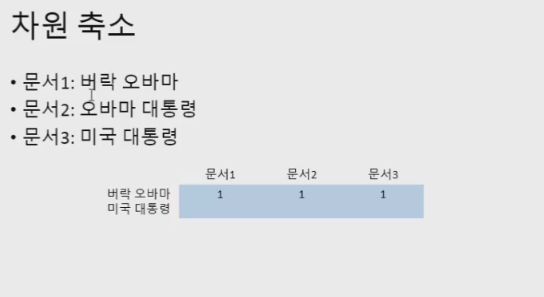 차원 축소
• 문서1: 버락 오바마
• 문서2: 오바마 대통령
• 문서3: 미국 대통령
문서1 문서2 문서3
버락 오바마 1 1 1
미국 대통령